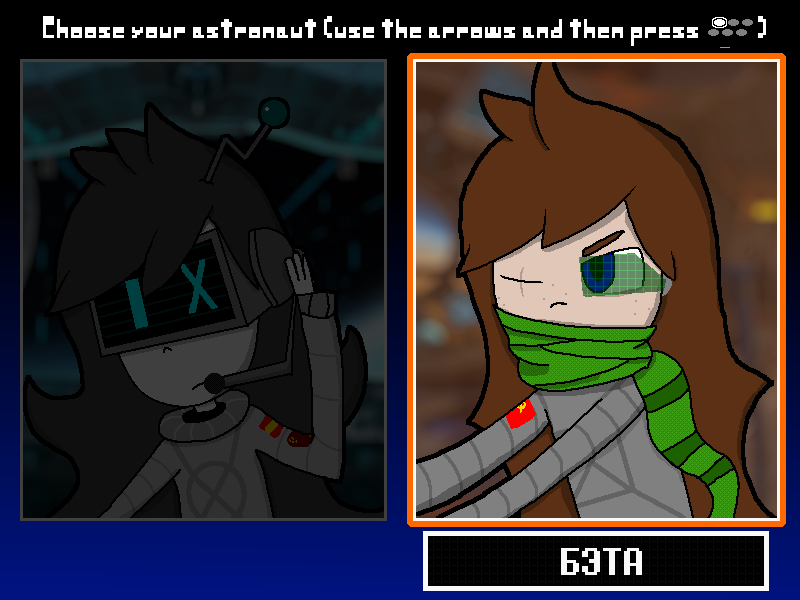 Choose your astronaut (use the arrows and then press )
I X
БЭТА